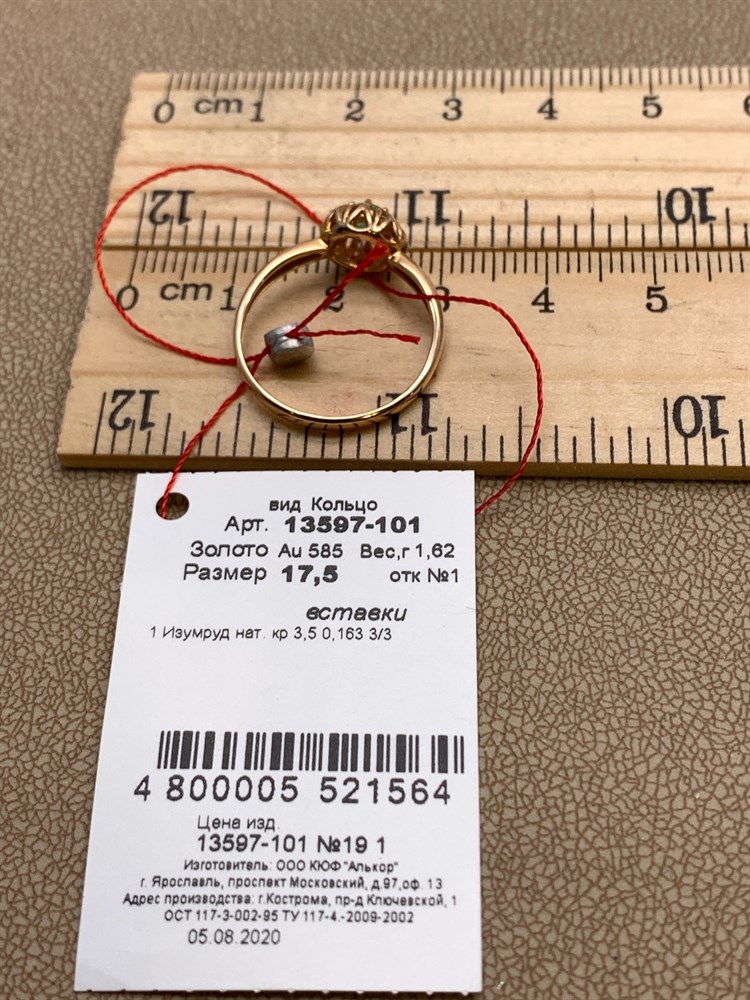 0 cm 1 2 3 4 5
12 11 10
0 cm 1 2 4 5
12 11 10
вид Кольцо
Арт. 13597-101
Золото Au 585 Вес,г 1,62
Размер 17,5 отк №1
вставки
1 Изумруд нат. кр 3,5 0,163 3/3
4 800005 521564
Цена изд.
13597-101 №19 1
Изготовитель: ООО КЮФ "Алькор"
г. Ярославль, проспект Московский, д.97,оф. 13
Адрес производства: г.Кострома, пр-д Ключевской, 1
ОСТ 117-3-002-95 ТУ 117-4.-2009-2002
05.08.2020